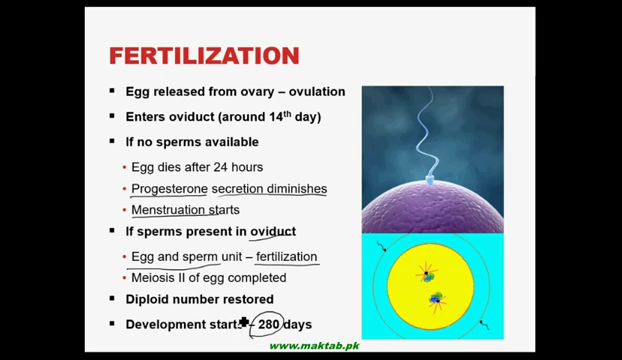 FERTILIZATION
Egg released from ovary – ovulation
Enters oviduct (around 14th day)
If no sperms available
Egg dies after 24 hours
Progesterone secretion diminishes
Menstruation starts
If sperms present in oviduct
Egg and sperm unit – fertilization
Meiosis II of egg completed
Diploid number restored
Development starts – 280 days
www.maktab.pk